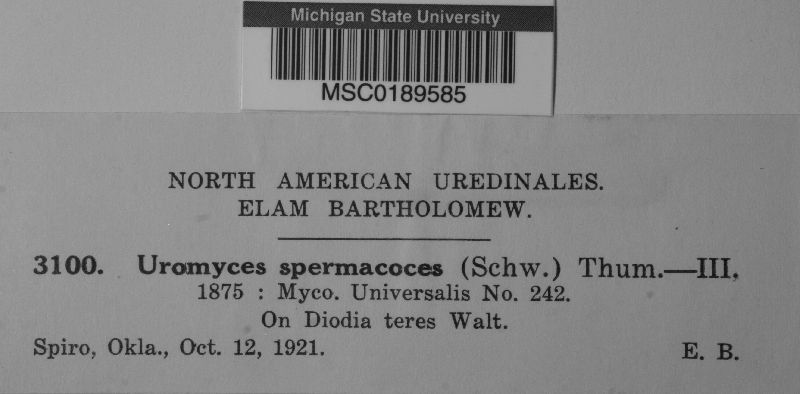 Michigan State University
MSC0189585
NORTH AMERICAN UREDINALES.
ELAM BARTHOLOMEW.
3100. Uromyces spermacoces (Schw.) Thum.—III.
1875 : Myco. Universalis No. 242.
On Diodia teres Walt.
Spiro, Okla., Oct. 12, 1921. E. B.